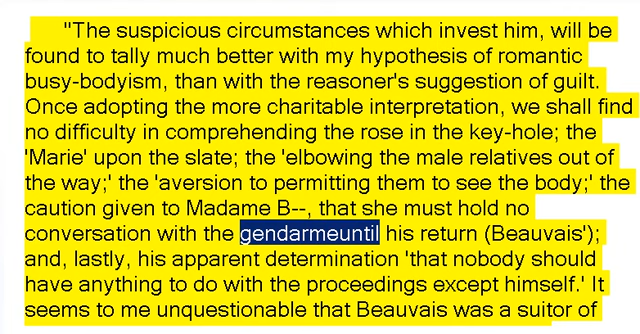 "The suspicious circumstances which invest him, will be
found to tally much better with my hypothesis of romantic
busy-bodyism, than with the reasoner's suggestion of guilt.
Once adopting the more charitable interpretation, we shall find
no difficulty in comprehending the rose in the key-hole; the
'Marie' upon the slate; the 'elbowing the male relatives out of
the way;' the 'aversion to permitting them to see the body;' the
caution given to Madame B--, that she must hold no
conversation with the gendarmeuntil his return (Beauvais');
and, lastly, his apparent determination 'that nobody should
have anything to do with the proceedings except himself.' It
seems to me unquestionable that Beauvais was a suitor of